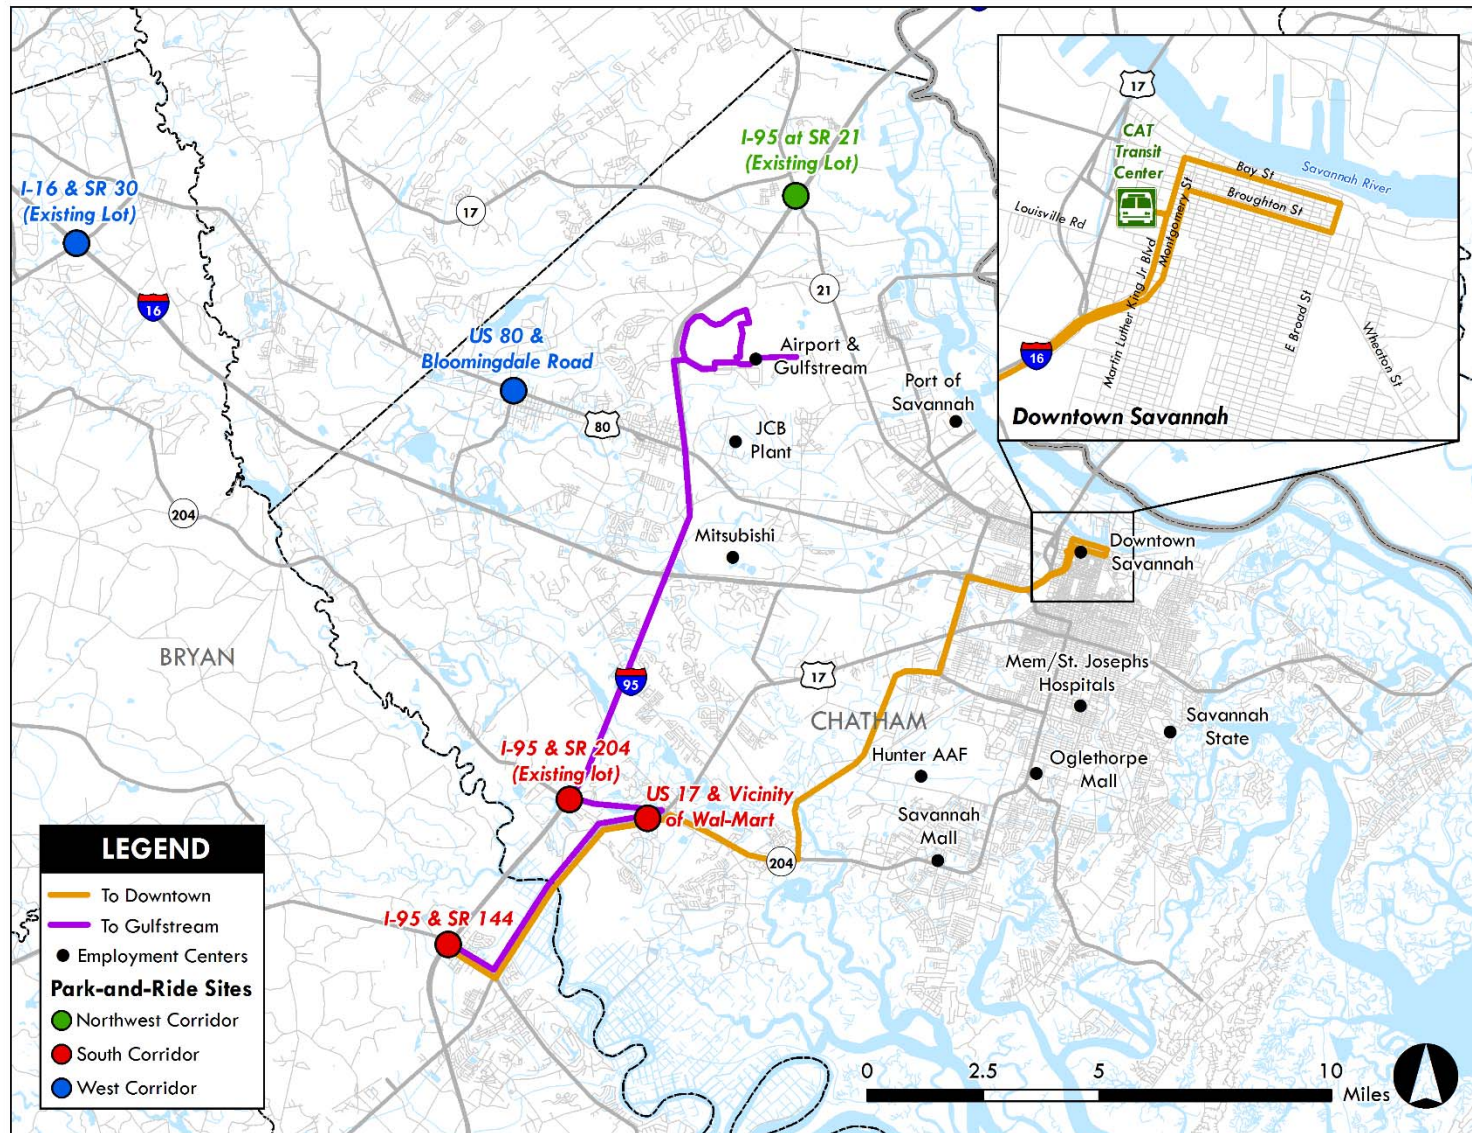 I-95 at SR 21
(Existing Lot)
I-16 & SR 30
(Existing Lot)
17
16
21
US 80 &
Bloomingdale Road
80
Airport &
Gulfstream
Port of
Savannah
JCB
Plant
204
Mitsubishi
Downtown
Savannah
BRYAN
95
17
CHATHAM
Mem/St. Josephs
Hospitals
Savannah
State
Hunter AAF
Oglethorpe
Mall
Savannah
Mall
I-95 & SR 204
(Existing lot)
US 17 & Vicinity
of Wal-Mart
204
I-95 & SR 144
17
CAT
Transit
Center
Bay St
Savannah River
Broughton St
Louisville Rd
Montgomery St
Martin Luther King Jr Blvd
E Broad St
Wheaton St
16
Downtown Savannah
LEGEND
To Downtown
To Gulfstream
Employment Centers
Park-and-Ride Sites
Northwest Corridor
South Corridor
West Corridor
0 2.5 5 10
Miles